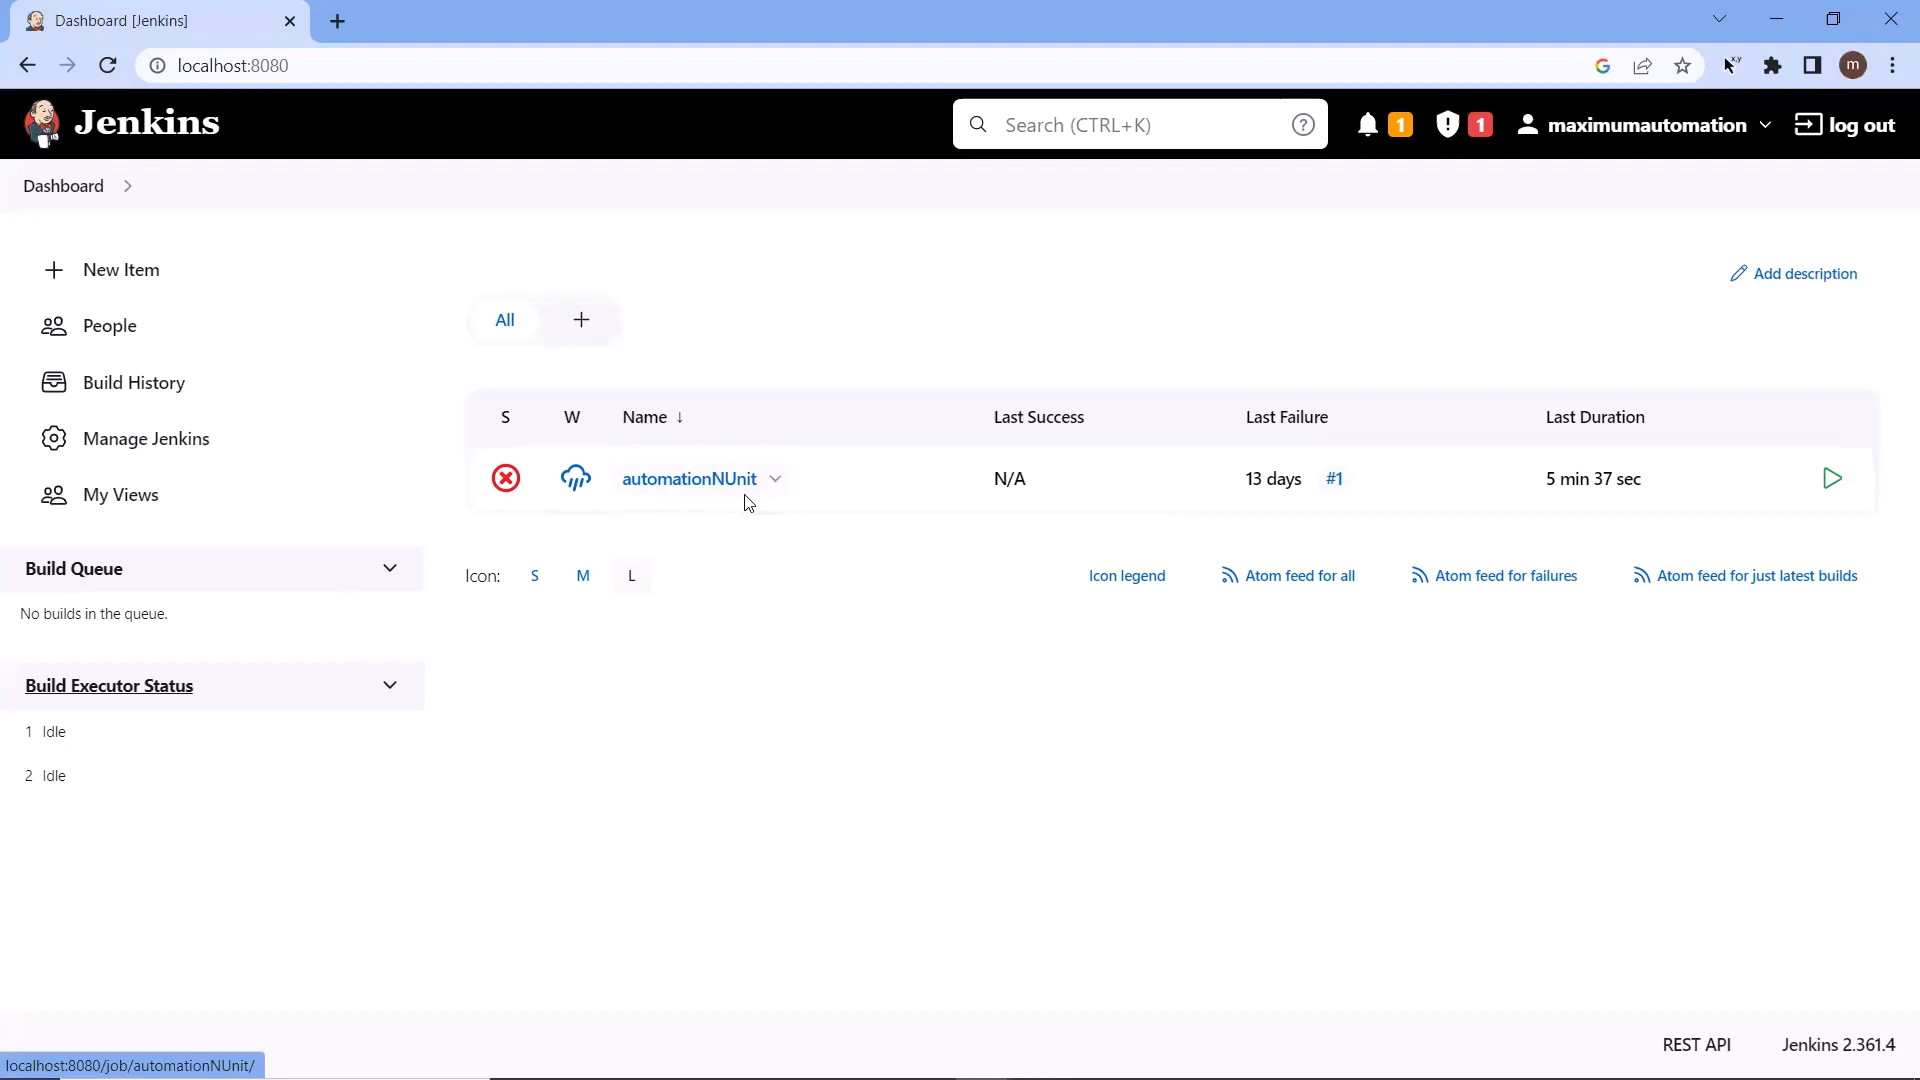 Dashboard [Jenkins]
localhost:8080
m
Jenkins
Search (CTRL+K)
1
1
maximumautomation
log out
Dashboard
New Item
People
Build History
Manage Jenkins
My Views
Add description
All
S W Name ↓ Last Success Last Failure Last Duration
automationNUnit N/A 13 days #1 5 min 37 sec
Icon: S M L
Icon legend
Atom feed for all
Atom feed for failures
Atom feed for just latest builds
Build Queue
No builds in the queue.
Build Executor Status
1 Idle
2 Idle
REST API
Jenkins 2.361.4
localhost:8080/job/automationNUnit/